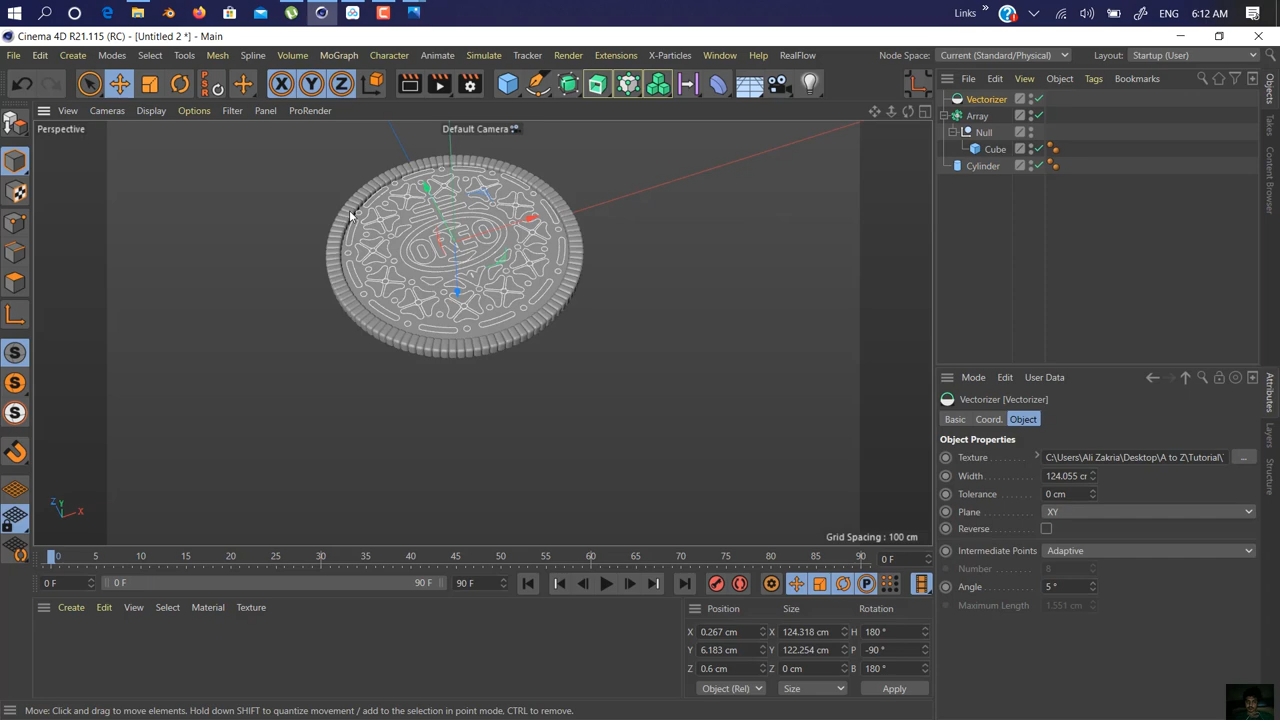 Links
»
ENG
6:12 AM
Cinema 4D R21.115 (RC) - [Untitled 2 *] - Main
File Edit Create Modes Select Tools Mesh Spline Volume MoGraph Character Animate Simulate Tracker Render Extensions X-Particles Window Help RealFlow
Node Space: Current (Standard/Physical) Layout: Startup (User)
X Y Z
File Edit View Object Tags Bookmarks
View Cameras Display Options Filter Panel ProRender
Perspective
Default Camera
Vectorizer
Array
Null
Cube
Cylinder
Objects
Takes
Content Browser
OREO
Z Y X
Grid Spacing : 100 cm
Mode Edit User Data
Vectorizer [Vectorizer]
Basic Coord. Object
Object Properties
Texture C:\Users\Ali Zakria\Desktop\A to Z\Tutorial\ ...
Width 124.055 cr
Tolerance 0 cm
Plane XY
Reverse
Intermediate Points Adaptive
Number 8
Angle 5 °
Maximum Length 1.551 cm
Attributes
Layers
Structure
0 5 10 15 20 25 30 35 40 45 50 55 60 65 70 75 80 85 90 0 F
0 F 0 F 90 F 90 F
Create Edit View Select Material Texture
Position Size Rotation
X 0.267 cm X 124.318 cm H 180 °
Y 6.183 cm Y 122.254 cm P -90 °
Z 0.6 cm Z 0 cm B 180 °
Object (Rel) Size Apply
Move: Click and drag to move elements. Hold down SHIFT to quantize movement / add to the selection in point mode. CTRL to remove.